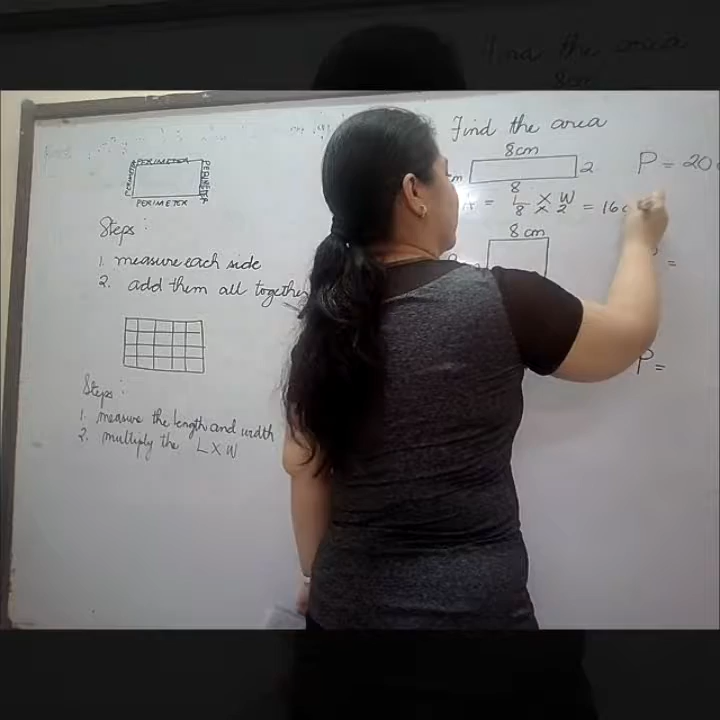 PERIMETER
PERIMETER
PERIMETER
PERIMETER
Steps:
1. measure each side
2. add them all together
Steps:
1. measure the length and width
2. multiply the L X W
Find the area
8cm
2
8
= L X W
8 x 2 = 16c
8 cm
P = 20
=
P =